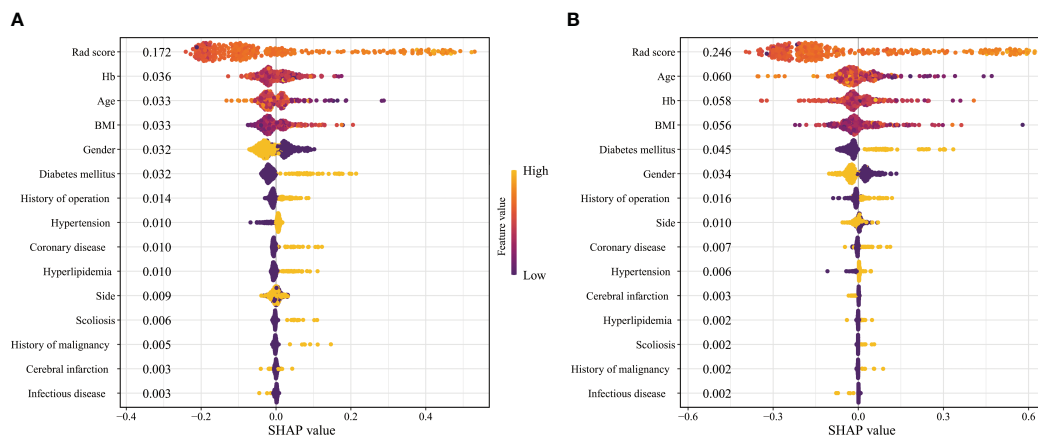 A
Rad score 0.172
Hb 0.036
Age 0.033
BMI 0.033
Gender 0.032
Diabetes mellitus 0.032
History of operation 0.014
Hypertension 0.010
Coronary disease 0.010
Hyperlipidemia 0.010
Side 0.009
Scoliosis 0.006
History of malignancy 0.005
Cerebral infarction 0.003
Infectious disease 0.003
−0.4 −0.2 0.0 0.2 0.4
SHAP value
High
Feature value
Low
B
Rad score 0.246
Age 0.060
Hb 0.058
BMI 0.056
Diabetes mellitus 0.045
Gender 0.034
History of operation 0.016
Side 0.010
Coronary disease 0.007
Hypertension 0.006
Cerebral infarction 0.003
Hyperlipidemia 0.002
Scoliosis 0.002
History of malignancy 0.002
Infectious disease 0.002
−0.6 −0.3 0.0 0.3 0.6
SHAP value